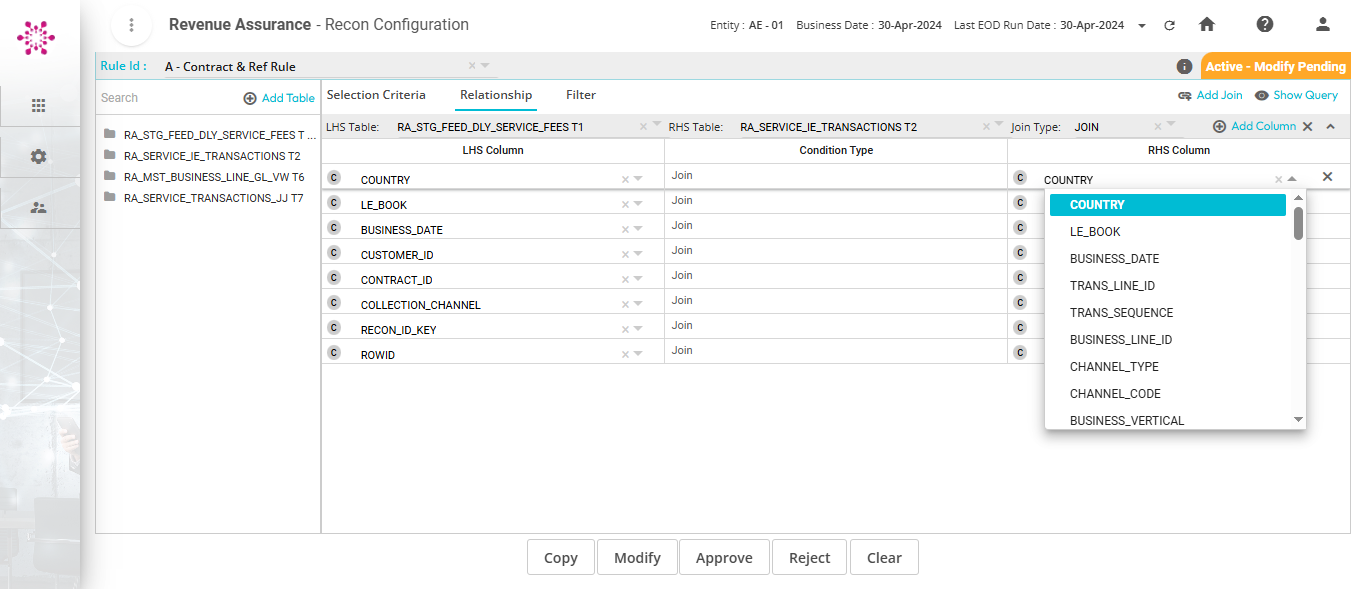 Revenue Assurance - Recon Configuration
Entity : AE - 01 Business Date : 30-Apr-2024 Last EOD Run Date : 30-Apr-2024
Rule Id : A - Contract & Ref Rule
Active - Modify Pending
Search Add Table
Selection Criteria Relationship Filter
Add Join Show Query
RA_STG_FEED_DLY_SERVICE_FEES T ...
RA_SERVICE_IE_TRANSACTIONS T2
RA_MST_BUSINESS_LINE_GL_VW T6
RA_SERVICE_TRANSACTIONS_JJ T7
LHS Table: RA_STG_FEED_DLY_SERVICE_FEES T1 RHS Table: RA_SERVICE_IE_TRANSACTIONS T2 Join Type: JOIN Add Column
LHS Column Condition Type RHS Column
C COUNTRY Join C COUNTRY
C LE_BOOK Join C
C BUSINESS_DATE Join C
C CUSTOMER_ID Join C
C CONTRACT_ID Join C
C COLLECTION_CHANNEL Join C
C RECON_ID_KEY Join C
C ROWID Join C
COUNTRY
LE_BOOK
BUSINESS_DATE
TRANS_LINE_ID
TRANS_SEQUENCE
BUSINESS_LINE_ID
CHANNEL_TYPE
CHANNEL_CODE
BUSINESS_VERTICAL
Copy Modify Approve Reject Clear